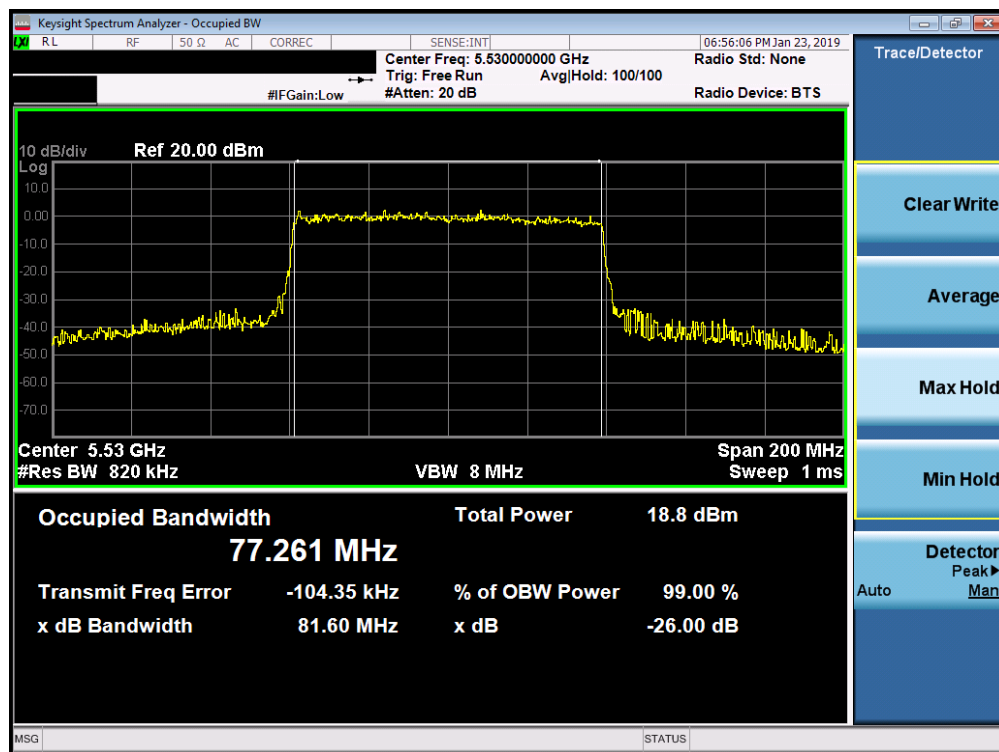 Keysight Spectrum Analyzer - Occupied BW
LXI RL RF 50 Ω AC CORREC SENSE:INT 06:56:06 PM Jan 23, 2019
Center Freq: 5.530000000 GHz Radio Std: None
Trig: Free Run Avg|Hold: 100/100
#IFGain:Low #Atten: 20 dB Radio Device: BTS
10 dB/div Ref 20.00 dBm
Log
10.0
0.00
-10.0
-20.0
-30.0
-40.0
-50.0
-60.0
-70.0
Center 5.53 GHz Span 200 MHz
#Res BW 820 kHz VBW 8 MHz Sweep 1 ms
Occupied Bandwidth Total Power 18.8 dBm
77.261 MHz
Transmit Freq Error -104.35 kHz % of OBW Power 99.00 %
x dB Bandwidth 81.60 MHz x dB -26.00 dB
MSG STATUS
Trace/Detector
Clear Write
Average
Max Hold
Min Hold
Detector
Peak▶
Auto Man